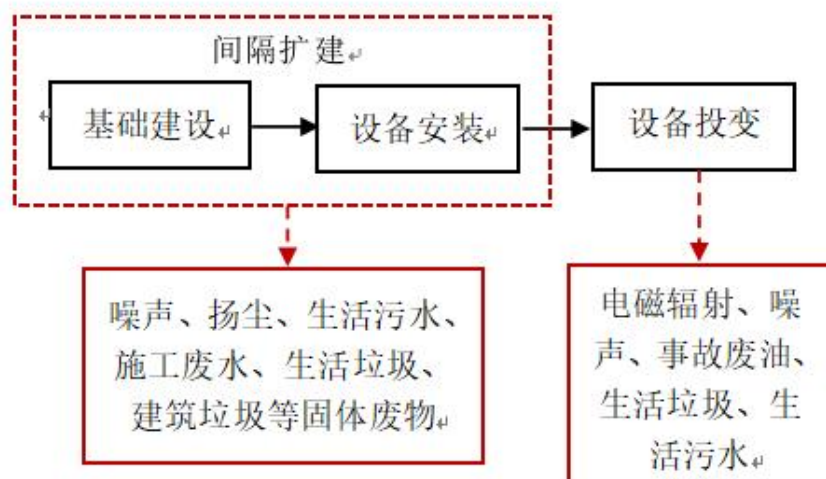 间隔扩建
基础建设
设备安装
设备投变
噪声、扬尘、生活污水、
施工废水、生活垃圾、
建筑垃圾等固体废物
电磁辐射、噪
声、事故废油、
生活垃圾、生
活污水